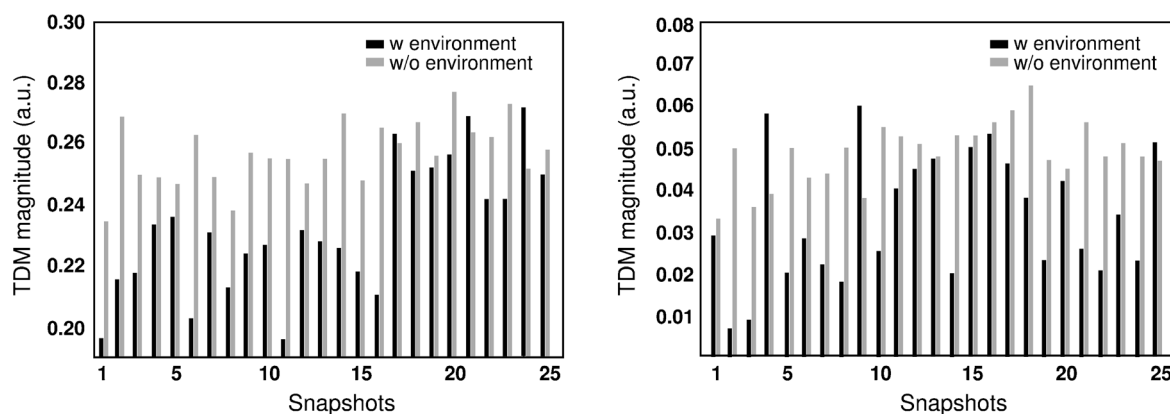 0.30
0.28
0.26
0.24
0.22
0.20
TDM magnitude (a.u.)
w environment
w/o environment
1 5 10 15 20 25
Snapshots
0.08
0.07
0.06
0.05
0.04
0.03
0.02
0.01
TDM magnitude (a.u.)
w environment
w/o environment
1 5 10 15 20 25
Snapshots